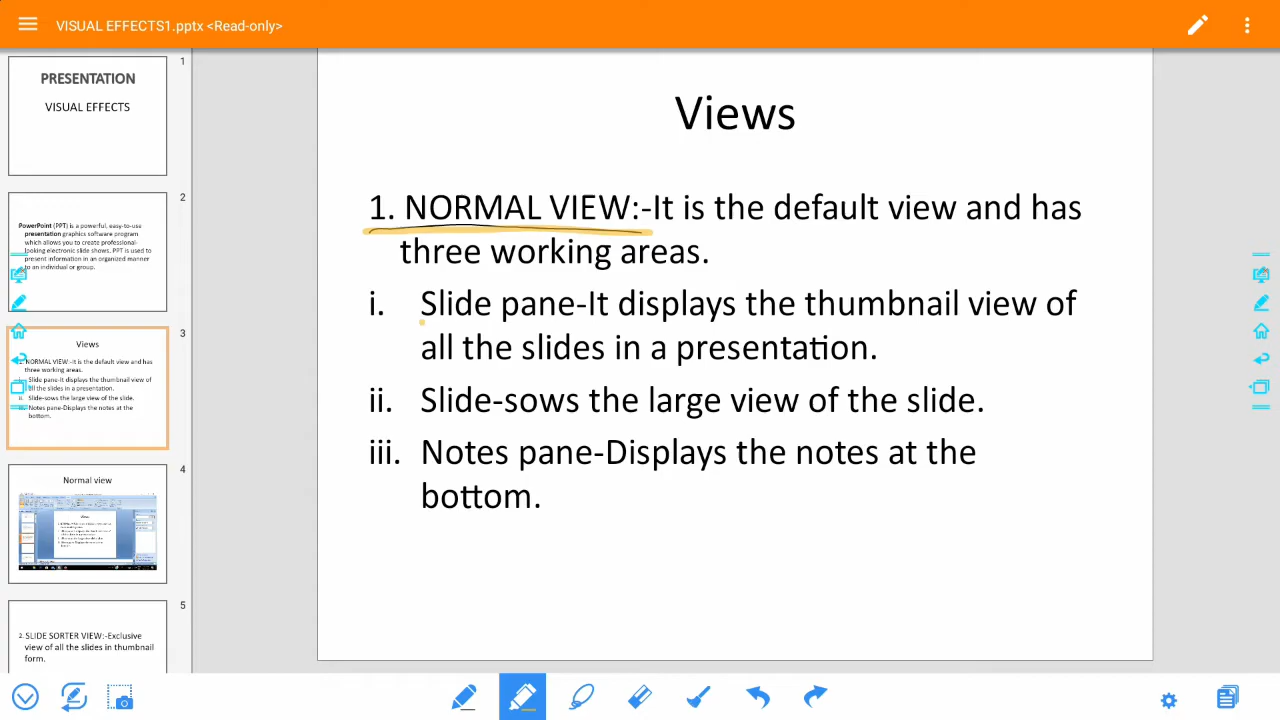 VISUAL EFFECTS1.pptx <Read-only>
1
PRESENTATION
VISUAL EFFECTS
2
PowerPoint (PPT) is a powerful, easy-to-use
presentation graphics software program
which allows you to create professional-
looking electronic slide shows. PPT is used to
present information in an organized manner
to an individual or group.
3
Views
NORMAL VIEW:-It is the default view and has
three working areas.
Slide pane-It displays the thumbnail view of
all the slides in a presentation.
Slide-sows the large view of the slide.
Notes pane-Displays the notes at the
bottom.
4
Normal view
5
2. SLIDE SORTER VIEW:-Exclusive
view of all the slides in thumbnail
form.
Views
1. NORMAL VIEW:-It is the default view and has
three working areas.
i. Slide pane-It displays the thumbnail view of
all the slides in a presentation.
ii. Slide-sows the large view of the slide.
iii. Notes pane-Displays the notes at the
bottom.